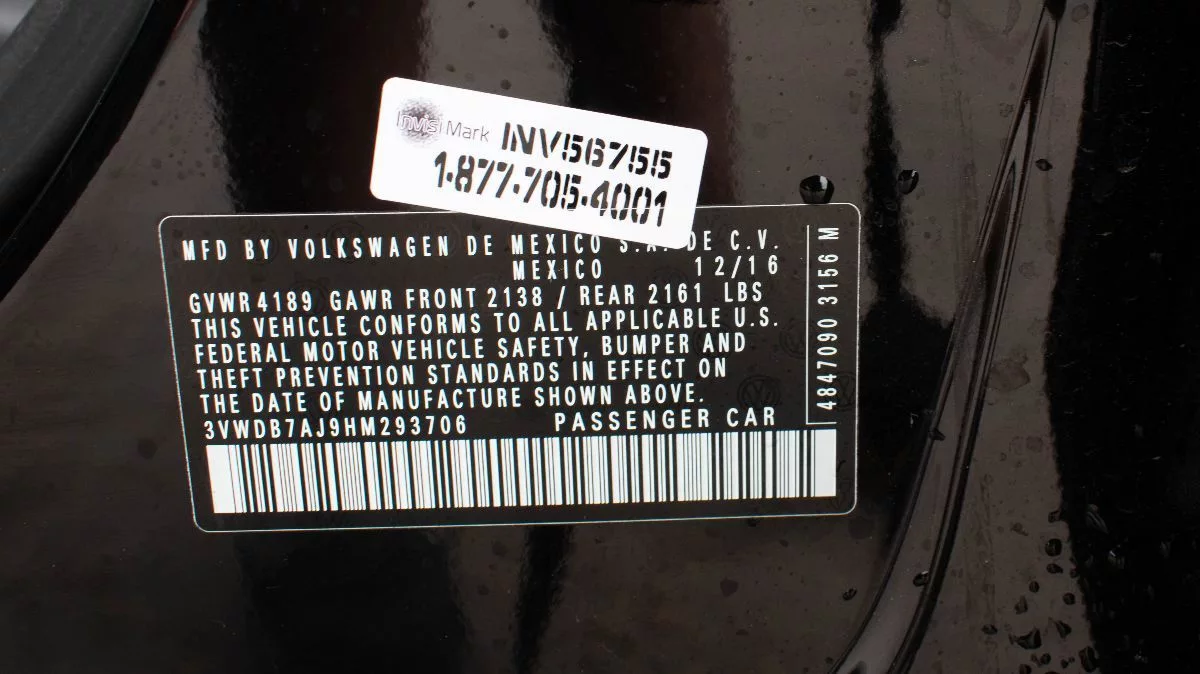 Invisi Mark INV56755
1-877-705-4001
MFD BY VOLKSWAGEN DE MEXICO S.A. DE C.V.
MEXICO 12/16
GVWR 4189 GAWR FRONT 2138 / REAR 2161 LBS
THIS VEHICLE CONFORMS TO ALL APPLICABLE U.S.
FEDERAL MOTOR VEHICLE SAFETY, BUMPER AND
THEFT PREVENTION STANDARDS IN EFFECT ON
THE DATE OF MANUFACTURE SHOWN ABOVE.
3VWDB7AJ9HM293706 PASSENGER CAR
4847090 3156 M